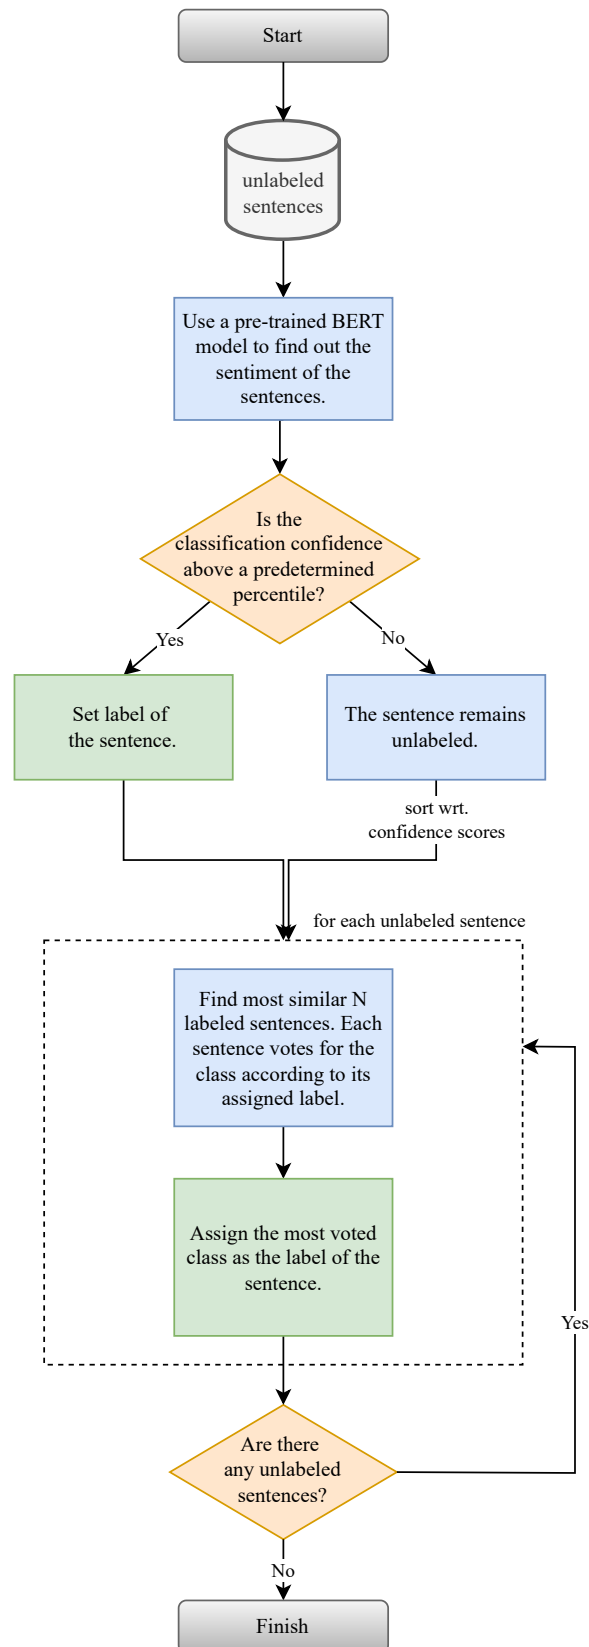 Start
unlabeled
sentences
Use a pre-trained BERT
model to find out the
sentiment of the
sentences.
Is the
classification confidence
above a predetermined
percentile?
Yes
No
Set label of
the sentence.
The sentence remains
unlabeled.
sort wrt.
confidence scores
for each unlabeled sentence
Find most similar N
labeled sentences. Each
sentence votes for the
class according to its
assigned label.
Assign the most voted
class as the label of the
sentence.
Yes
Are there
any unlabeled
sentences?
No
Finish